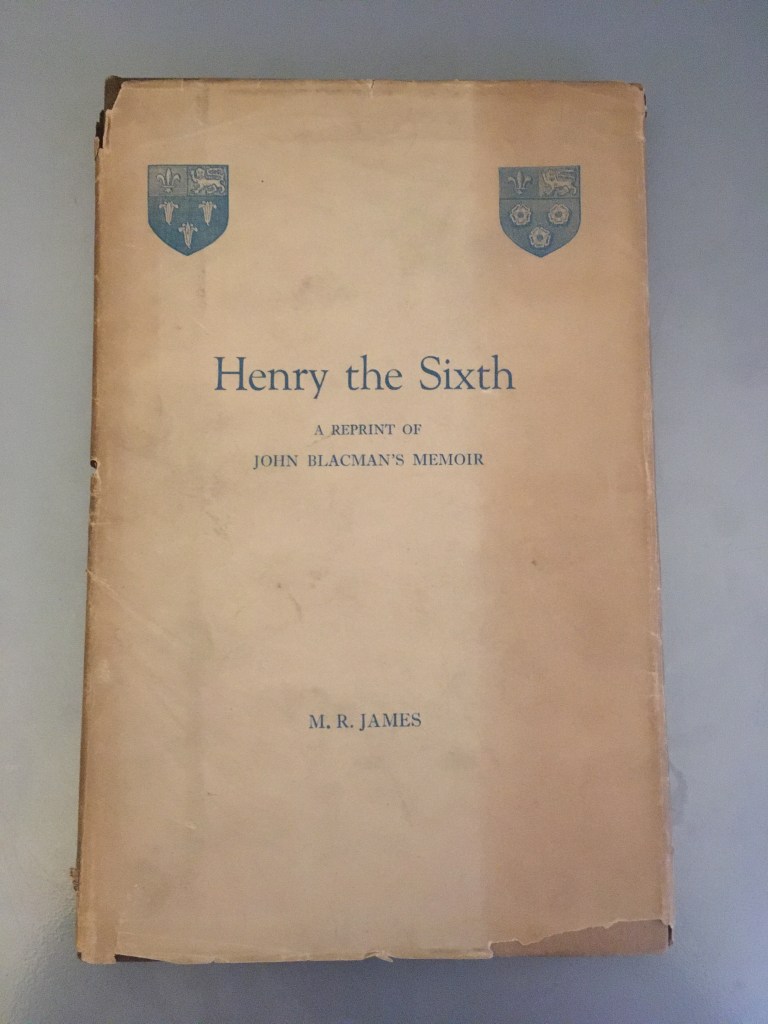 Henry the Sixth
A REPRINT OF
JOHN BLACMAN'S MEMOIR
M. R. JAMES